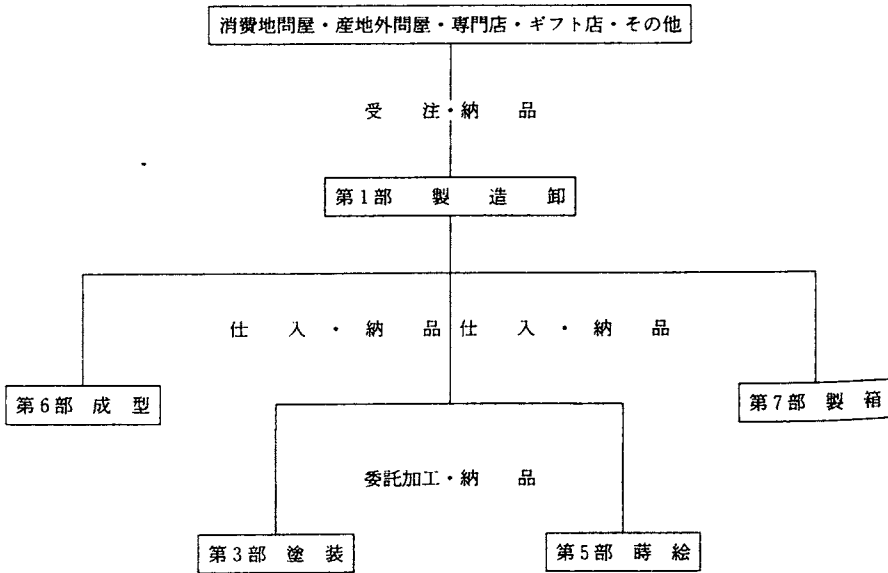 消費地問屋・産地外問屋・専門店・ギフト店・その他
受注・納品
第1部 製造卸
仕入・納品 仕入・納品
第6部 成型
第7部 製箱
委託加工・納品
第3部 塗装
第5部 蒔絵